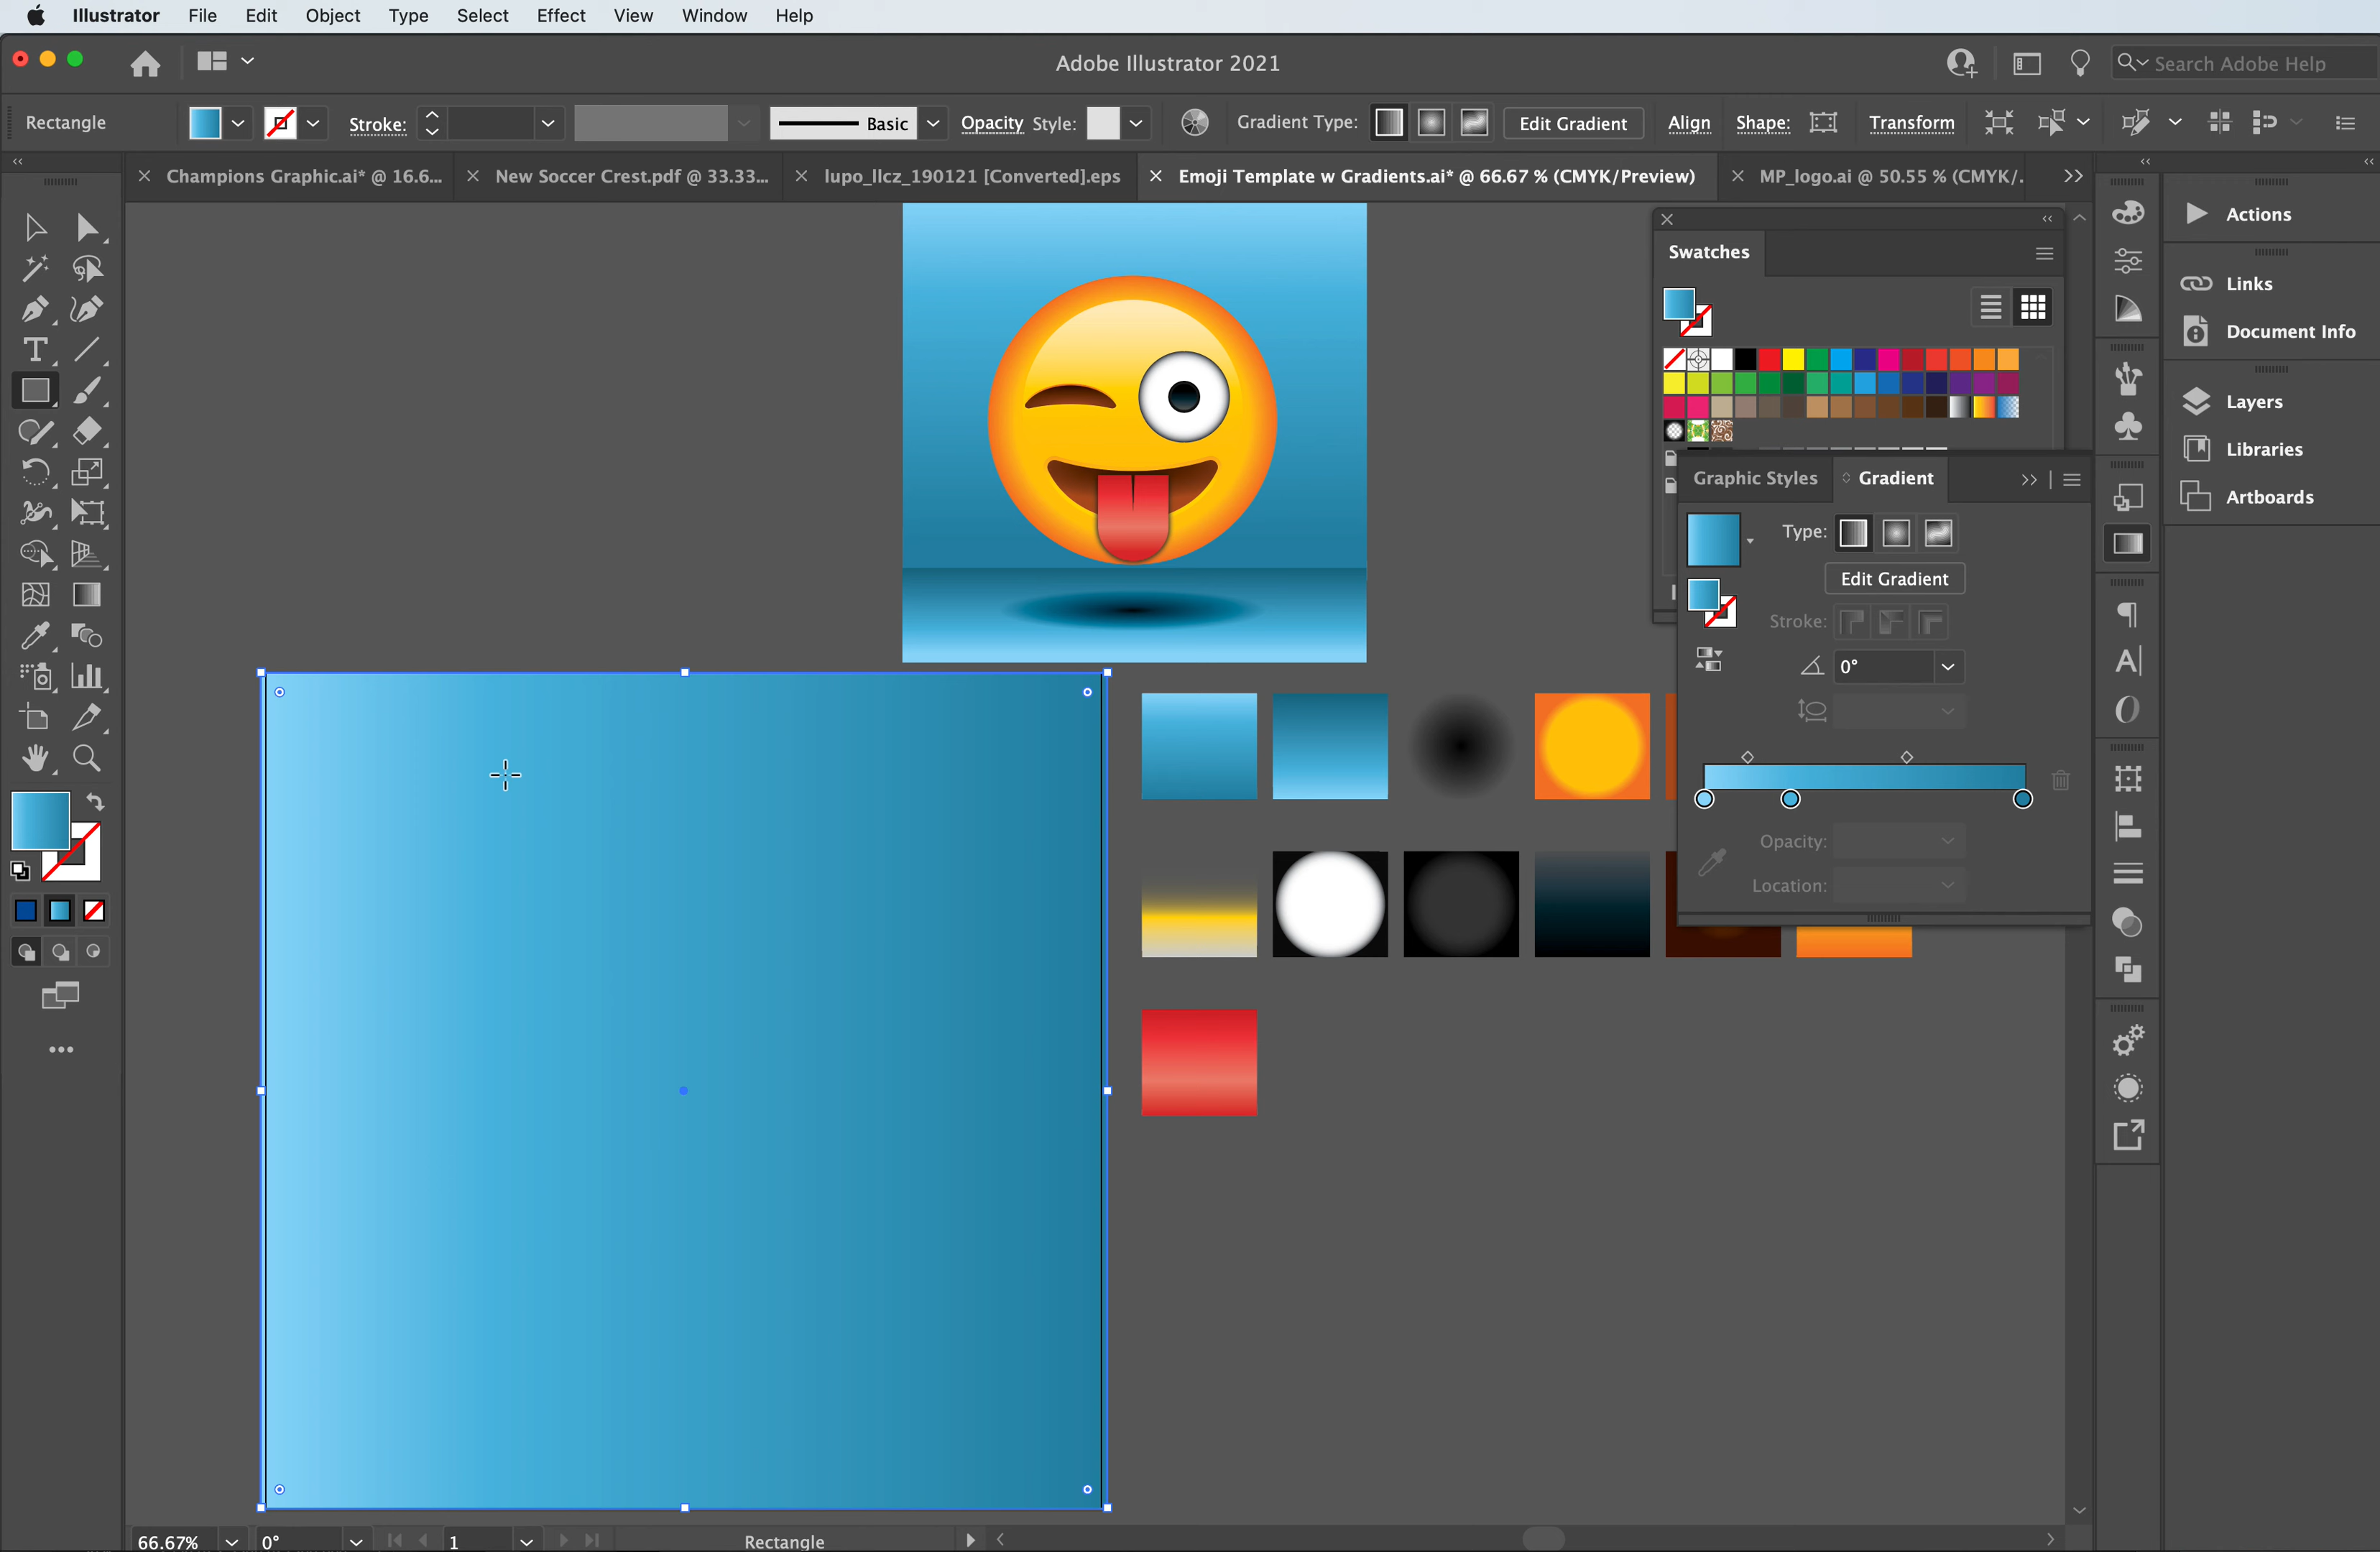 Illustrator File Edit Object Type Select Effect View Window Help
Adobe Illustrator 2021
Search Adobe Help
Rectangle
Stroke:
Basic
Opacity Style:
Gradient Type:
Edit Gradient
Align
Shape:
Transform
Champions Graphic.ai* @ 16.6...
New Soccer Crest.pdf @ 33.33...
lupo_llcz_190121 [Converted].eps
Emoji Template w Gradients.ai* @ 66.67 % (CMYK/Preview)
MP_logo.ai @ 50.55 % (CMYK/.
Swatches
Graphic Styles
Gradient
Type:
Edit Gradient
Stroke:
0°
Opacity:
Location:
Actions
Links
Document Info
Layers
Libraries
Artboards
66.67%
0°
1
Rectangle